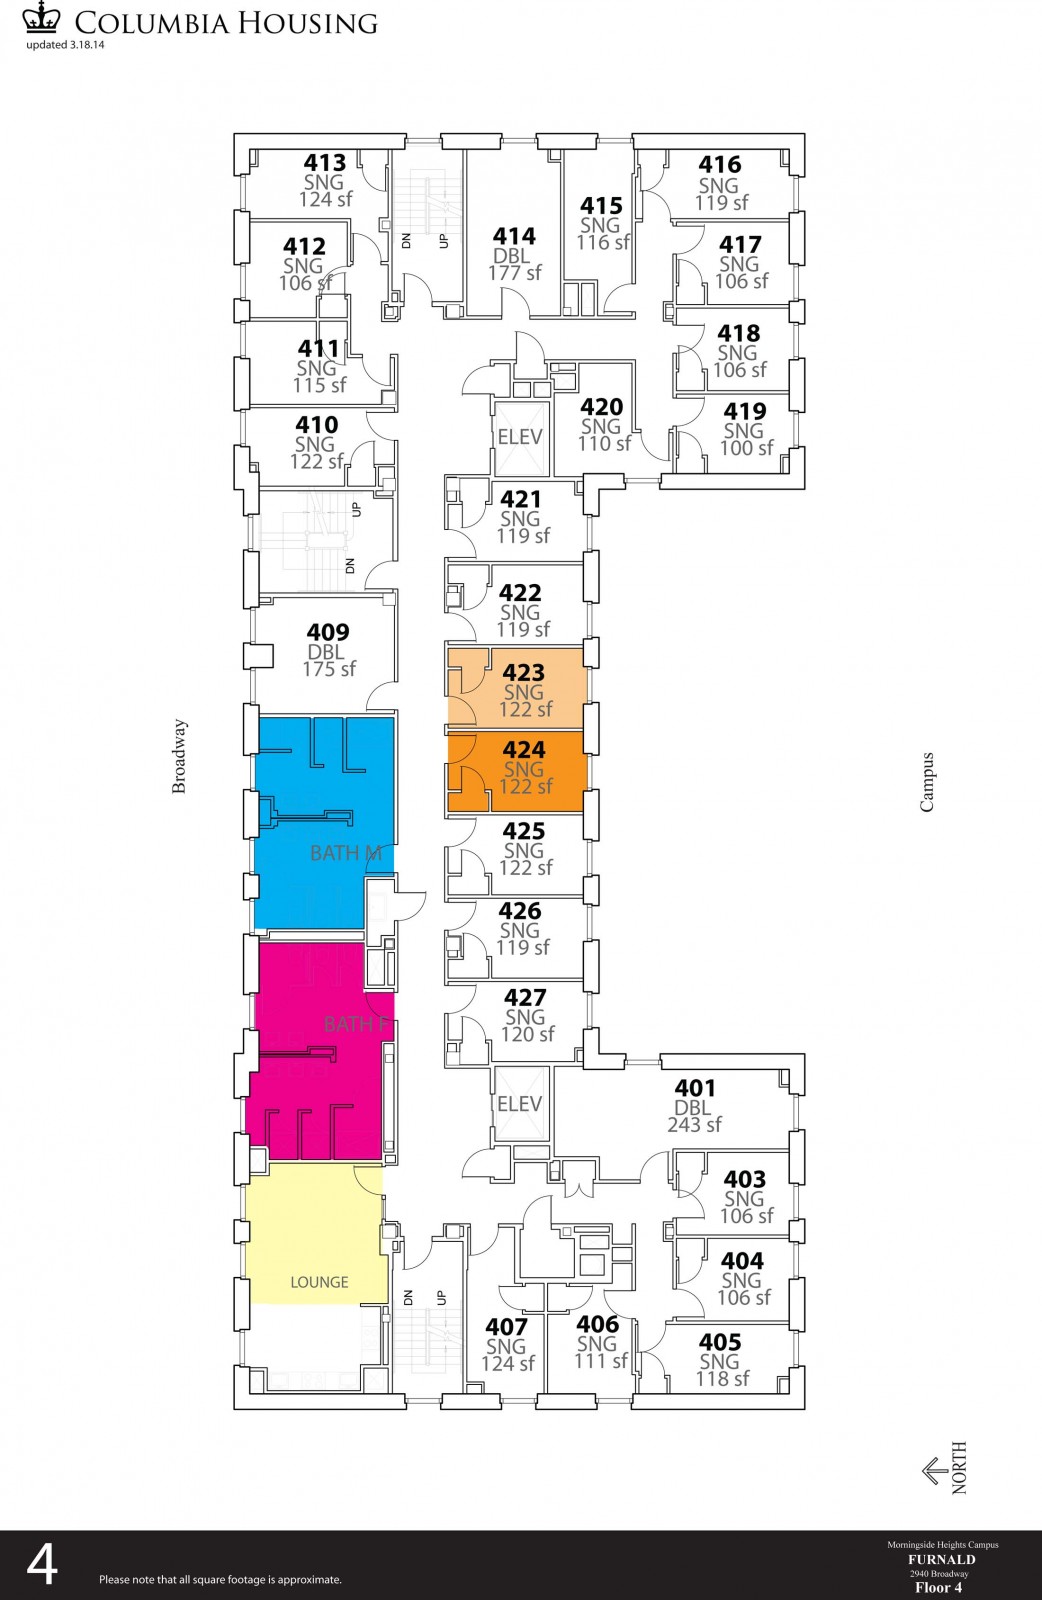 COLUMBIA HOUSING
updated 3.18.14
413
SNG
124 sf
412
SNG
106 sf
411
SNG
115 sf
410
SNG
122 sf
DN
UP
414
DBL
177 sf
415
SNG
116 sf
416
SNG
119 sf
417
SNG
106 sf
418
SNG
106 sf
419
SNG
100 sf
420
SNG
110 sf
ELEV
UP
DN
421
SNG
119 sf
422
SNG
119 sf
409
DBL
175 sf
423
SNG
122 sf
424
SNG
122 sf
425
SNG
122 sf
426
SNG
119 sf
427
SNG
120 sf
Broadway
Campus
BATH M
BATH F
ELEV
401
DBL
243 sf
403
SNG
106 sf
404
SNG
106 sf
405
SNG
118 sf
406
SNG
111 sf
407
SNG
124 sf
DN
UP
LOUNGE
NORTH
4
Please note that all square footage is approximate.
Morningside Heights Campus
FURNALD
2940 Broadway
Floor 4